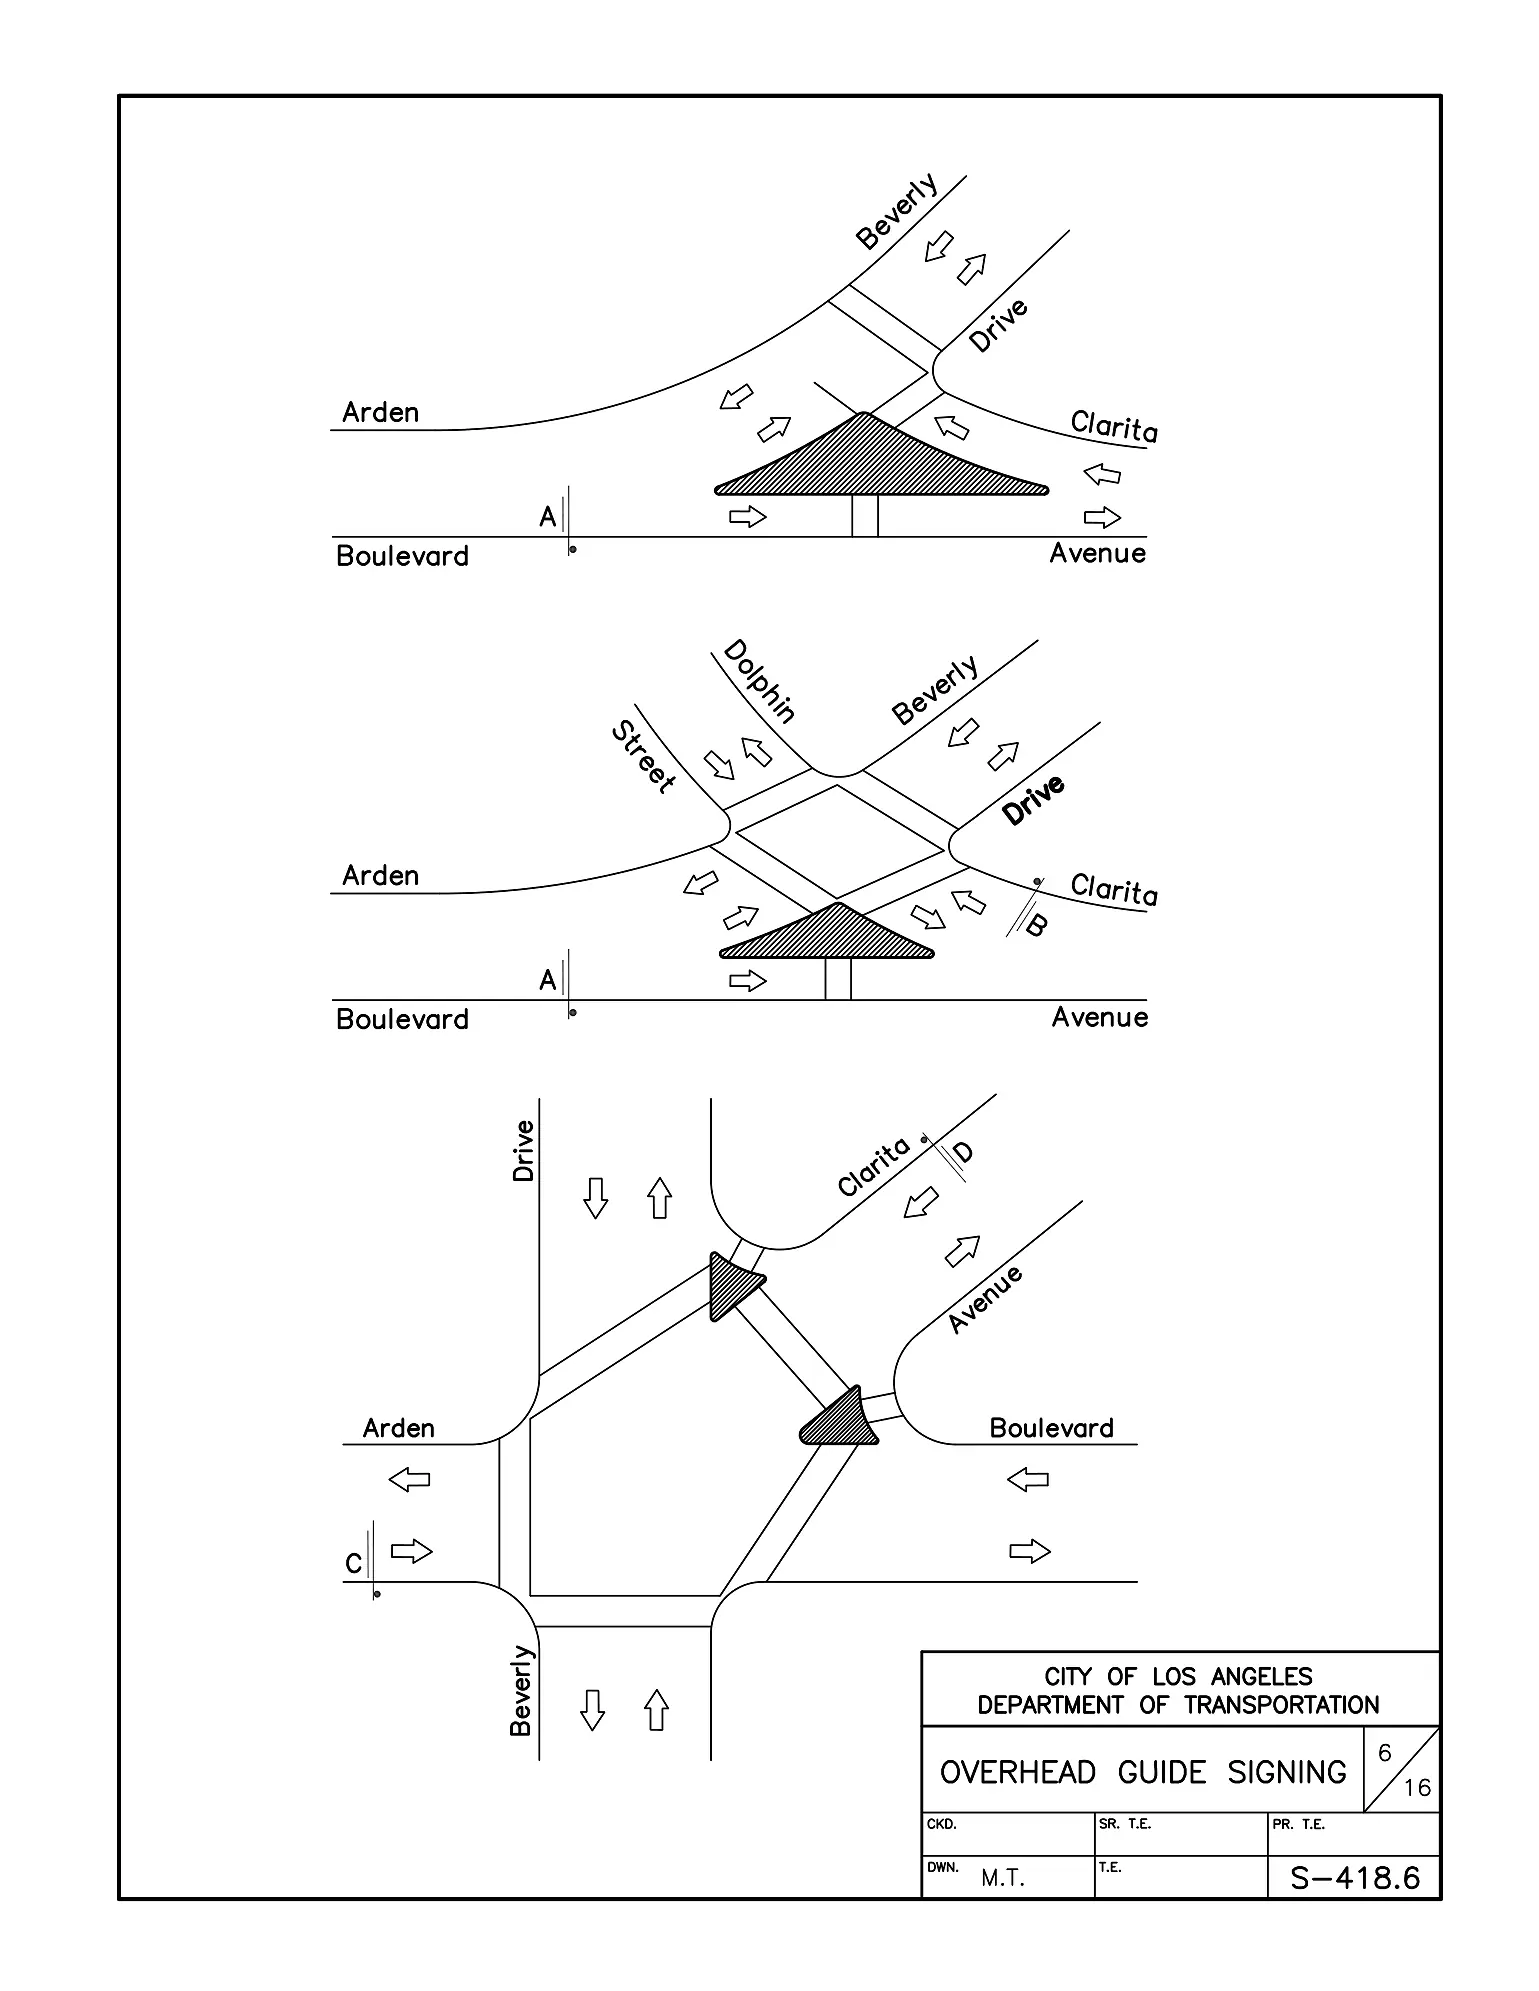 Beverly
Drive
Arden
Clarita
A
Boulevard
Avenue
Dolphin
Beverly
Street
Drive
Arden
Clarita
B
A
Boulevard
Avenue
Drive
Clarita
D
Avenue
Arden
Boulevard
C
Beverly
CITY OF LOS ANGELES
DEPARTMENT OF TRANSPORTATION
OVERHEAD GUIDE SIGNING 6/16
CKD. SR. T.E. PR. T.E.
DWN. M.T. T.E. S-418.6